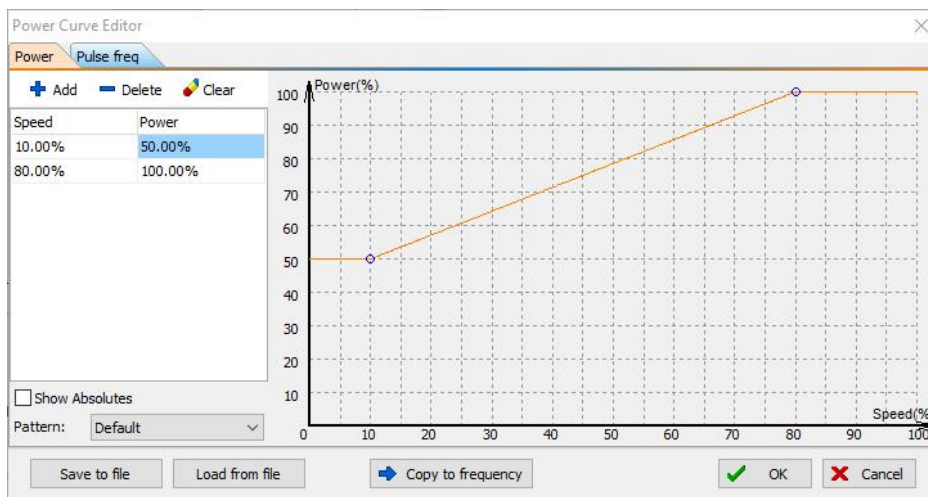 Power Curve Editor
Power Pulse freq
Add Delete Clear
Speed Power
10.00% 50.00%
80.00% 100.00%
Show Absolutes
Pattern: Default
Power(%)
100
90
80
70
60
50
40
30
20
10
Speed(%
0 10 20 30 40 50 60 70 80 90 100
Save to file Load from file Copy to frequency OK Cancel